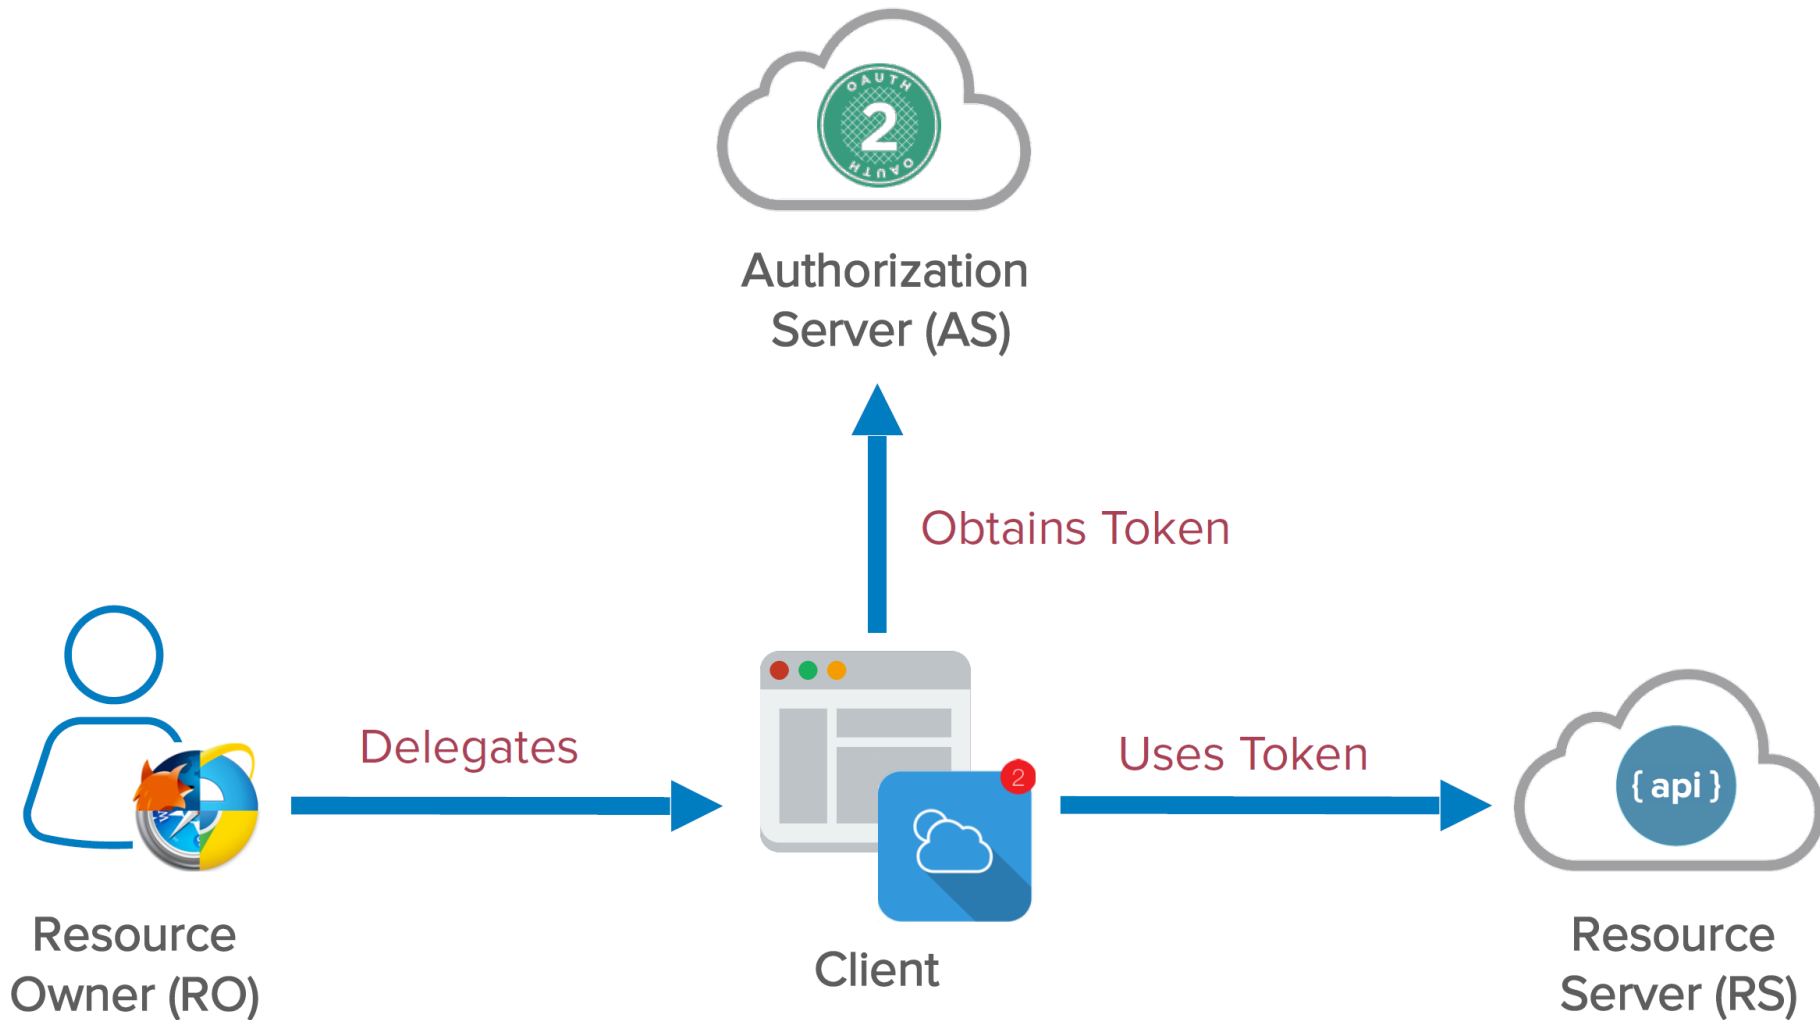 OAUTH
2
OAUTH
Authorization
Server (AS)
Obtains Token
Delegates
Uses Token
2
{ api }
W
Resource
Owner (RO)
Client
Resource
Server (RS)